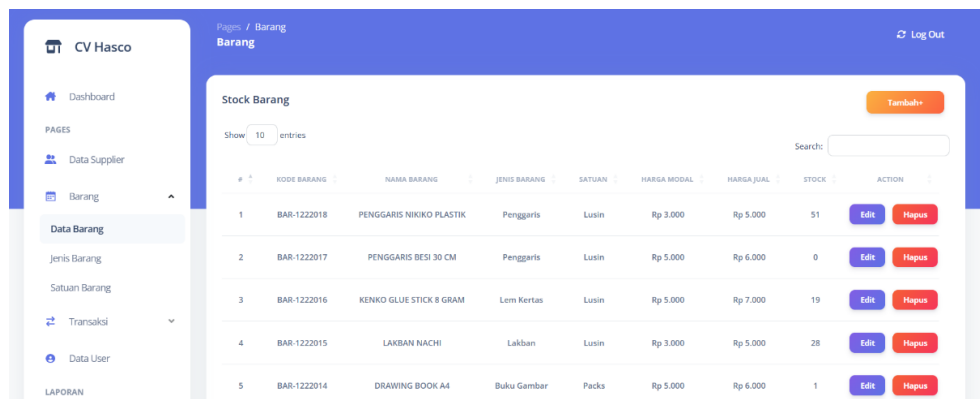 CV Hasco
Dashboard
PAGES
Data Supplier
Barang
Data Barang
Jenis Barang
Satuan Barang
Transaksi
Data User
LAPORAN
Pages / Barang
Barang
Log Out
Stock Barang
Tambah+
Show 10 entries
Search:
# KODE BARANG NAMA BARANG JENIS BARANG SATUAN HARGA MODAL HARGA JUAL STOCK ACTION
1 BAR-1222018 PENGGARIS NIKIKO PLASTIK Penggaris Lusin Rp 3.000 Rp 5.000 51 Edit Hapus
2 BAR-1222017 PENGGARIS BESI 30 CM Penggaris Lusin Rp 5.000 Rp 6.000 0 Edit Hapus
3 BAR-1222016 KENKO GLUE STICK 8 GRAM Lem Kertas Lusin Rp 5.000 Rp 7.000 19 Edit Hapus
4 BAR-1222015 LAKBAN NACHI Lakban Lusin Rp 3.000 Rp 5.000 28 Edit Hapus
5 BAR-1222014 DRAWING BOOK A4 Buku Gambar Packs Rp 5.000 Rp 6.000 1 Edit Hapus